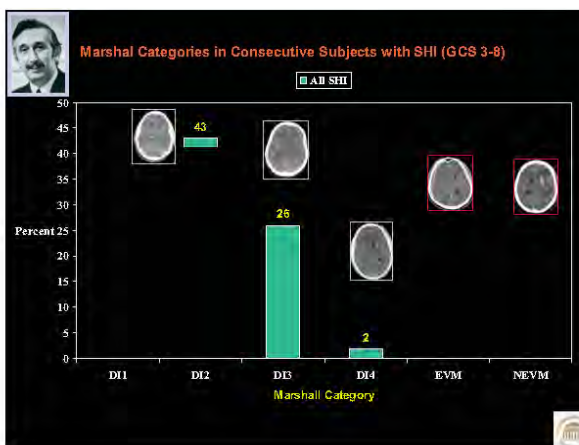 Marshal Categories in Consecutive Subjects with SHI (GCS 3-8)
All SHI
50
45
40
35
30
Percent 25
20
15
10
5
0
43
26
2
DI1 DI2 DI3 DI4 EVM NEVM
Marshall Category